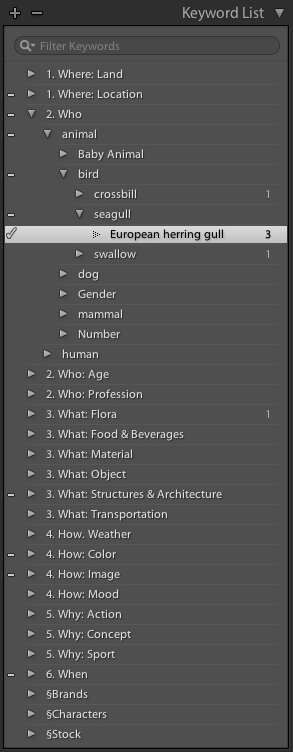 Keyword List
Filter Keywords
1. Where: Land
1. Where: Location
2. Who
animal
Baby Animal
bird
crossbill 1
seagull
European herring gull 3
swallow 1
dog
Gender
mammal
Number
human
2. Who: Age
2. Who: Profession
3. What: Flora 1
3. What: Food & Beverages
3. What: Material
3. What: Object
3. What: Structures & Architecture
3. What: Transportation
4. How. Weather
4. How: Color
4. How: Image
4. How: Mood
5. Why: Action
5. Why: Concept
5. Why: Sport
6. When
§Brands
§Characters
§Stock